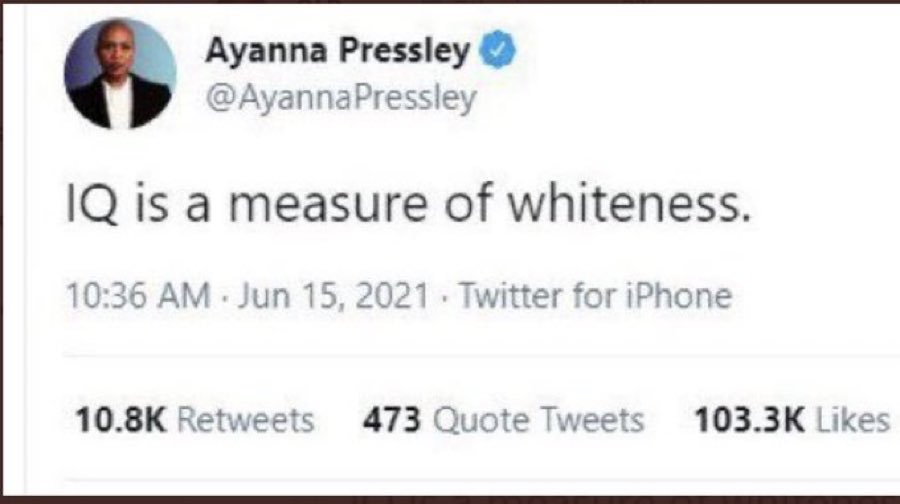 Ayanna Pressley
@AyannaPressley
IQ is a measure of whiteness.
10:36 AM · Jun 15, 2021 · Twitter for iPhone
10.8K Retweets 473 Quote Tweets 103.3K Likes